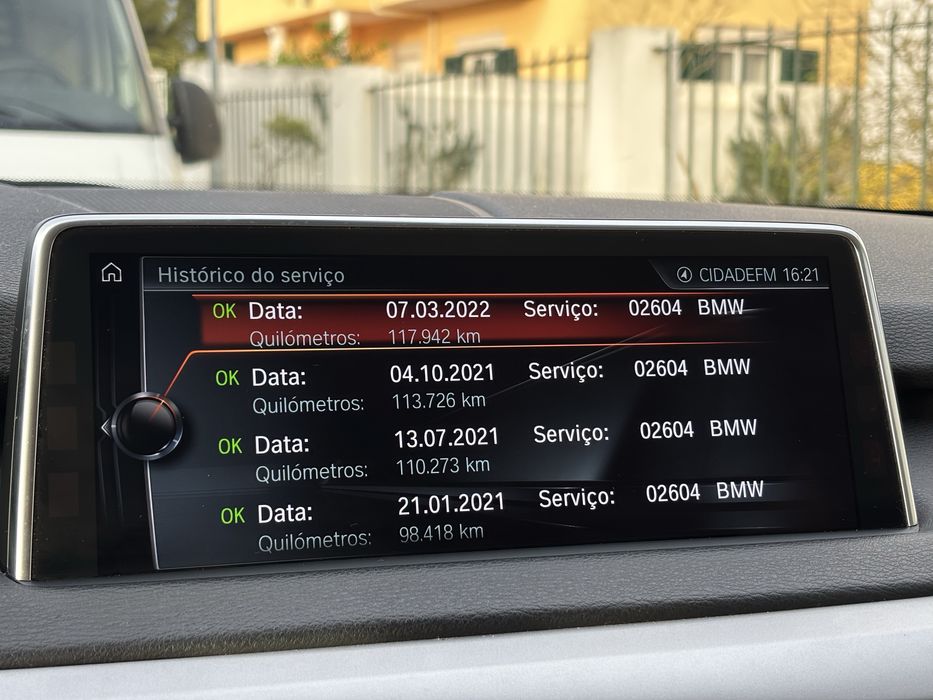 Histórico do serviço CIDADEFM 16:21
OK Data: 07.03.2022 Serviço: 02604 BMW
Quilómetros: 117.942 km
OK Data: 04.10.2021 Serviço: 02604 BMW
Quilómetros: 113.726 km
OK Data: 13.07.2021 Serviço: 02604 BMW
Quilómetros: 110.273 km
OK Data: 21.01.2021 Serviço: 02604 BMW
Quilómetros: 98.418 km